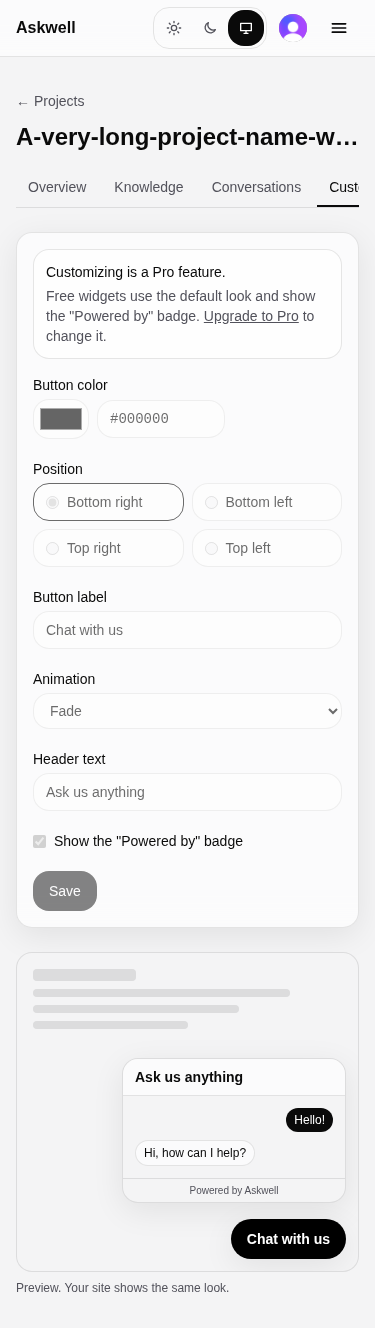 Askwell
← Projects
A-very-long-project-name-w…
Overview Knowledge Conversations Cust
Customizing is a Pro feature.
Free widgets use the default look and show
the "Powered by" badge. Upgrade to Pro to
change it.
Button color
#000000
Position
Bottom right Bottom left
Top right Top left
Button label
Chat with us
Animation
Fade
Header text
Ask us anything
Show the "Powered by" badge
Save
Ask us anything
Hello!
Hi, how can I help?
Powered by Askwell
Chat with us
Preview. Your site shows the same look.